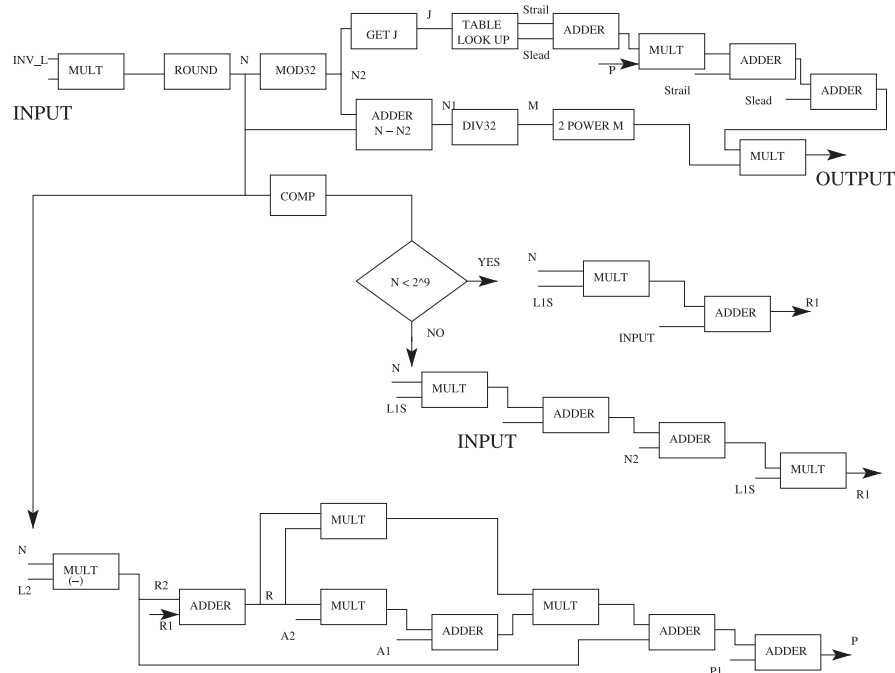 INV_L
MULT
INPUT
ROUND
N
MOD32
N2
GET J
J
TABLE
LOOK UP
Strail
Slead
ADDER
P
MULT
Strail
ADDER
Slead
ADDER
ADDER
N – N2
N1
DIV32
M
2 POWER M
MULT
OUTPUT
COMP
N < 2^9
YES
NO
N
L1S
MULT
INPUT
ADDER
R1
N
L1S
MULT
INPUT
ADDER
N2
ADDER
L1S
MULT
R1
N
L2
MULT
(–)
R2
R1
ADDER
R
MULT
A2
MULT
A1
ADDER
MULT
ADDER
P1
ADDER
P